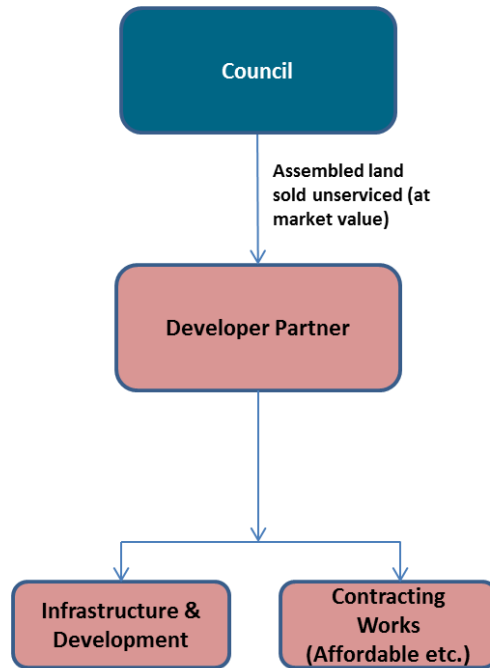 Council
Assembled land
sold unserviced (at
market value)
Developer Partner
Infrastructure &
Development
Contracting
Works
(Affordable etc.)